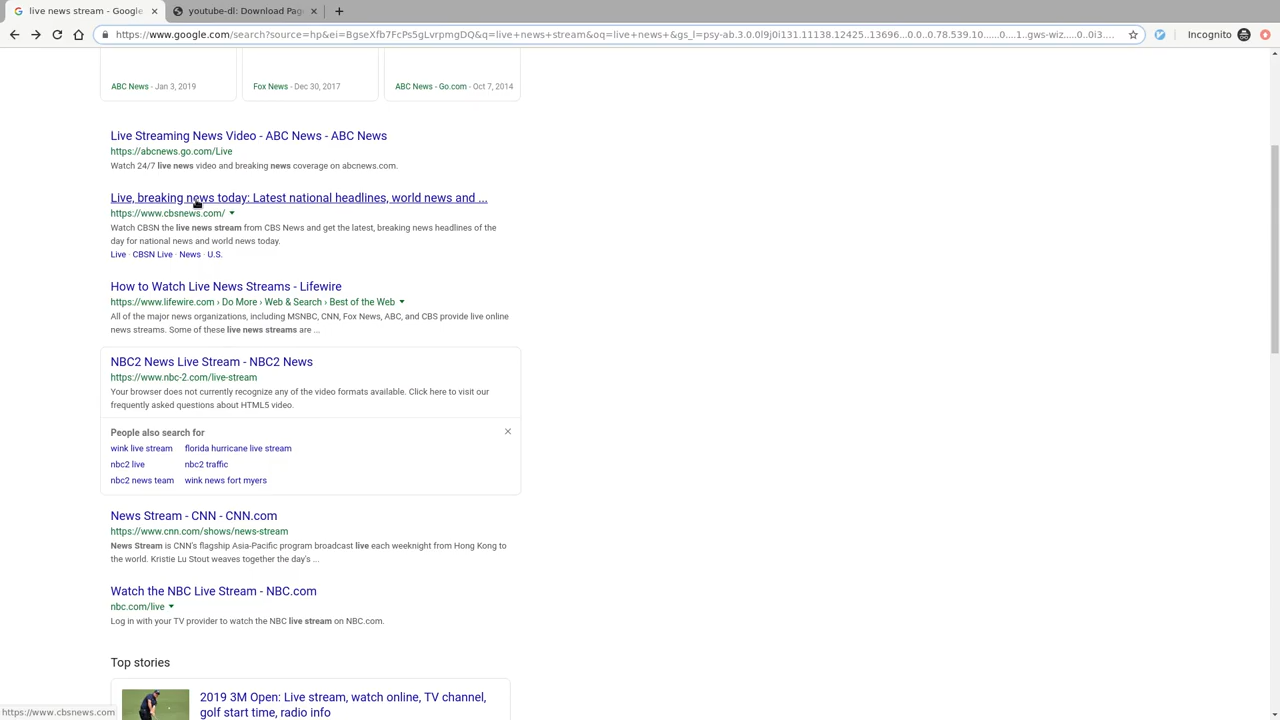 live news stream - Google
youtube-dl: Download Pag
https://www.google.com/search?source=hp&ei=BgseXfb7FcPs5gLvrpmgDQ&q=live+news+stream&oq=live+news+&gs_l=psy-ab.3.0.0l9j0i131.11138.12425..13696...0.0..0.78.539.10......0....1..gws-wiz.....0..0i3....
Incognito
ABC News - Jan 3, 2019
Fox News - Dec 30, 2017
ABC News - Go.com - Oct 7, 2014
Live Streaming News Video - ABC News - ABC News
https://abcnews.go.com/Live
Watch 24/7 live news video and breaking news coverage on abcnews.com.
Live, breaking news today: Latest national headlines, world news and ...
https://www.cbsnews.com/
Watch CBSN the live news stream from CBS News and get the latest, breaking news headlines of the
day for national news and world news today.
Live · CBSN Live · News · U.S.
How to Watch Live News Streams - Lifewire
https://www.lifewire.com › Do More › Web & Search › Best of the Web
All of the major news organizations, including MSNBC, CNN, Fox News, ABC, and CBS provide live online
news streams. Some of these live news streams are ...
NBC2 News Live Stream - NBC2 News
https://www.nbc-2.com/live-stream
Your browser does not currently recognize any of the video formats available. Click here to visit our
frequently asked questions about HTML5 video.
People also search for
wink live stream florida hurricane live stream
nbc2 live nbc2 traffic
nbc2 news team wink news fort myers
News Stream - CNN - CNN.com
https://www.cnn.com/shows/news-stream
News Stream is CNN's flagship Asia-Pacific program broadcast live each weeknight from Hong Kong to
the world. Kristie Lu Stout weaves together the day's ...
Watch the NBC Live Stream - NBC.com
nbc.com/live
Log in with your TV provider to watch the NBC live stream on NBC.com.
Top stories
2019 3M Open: Live stream, watch online, TV channel,
golf start time, radio info
https://www.cbsnews.com